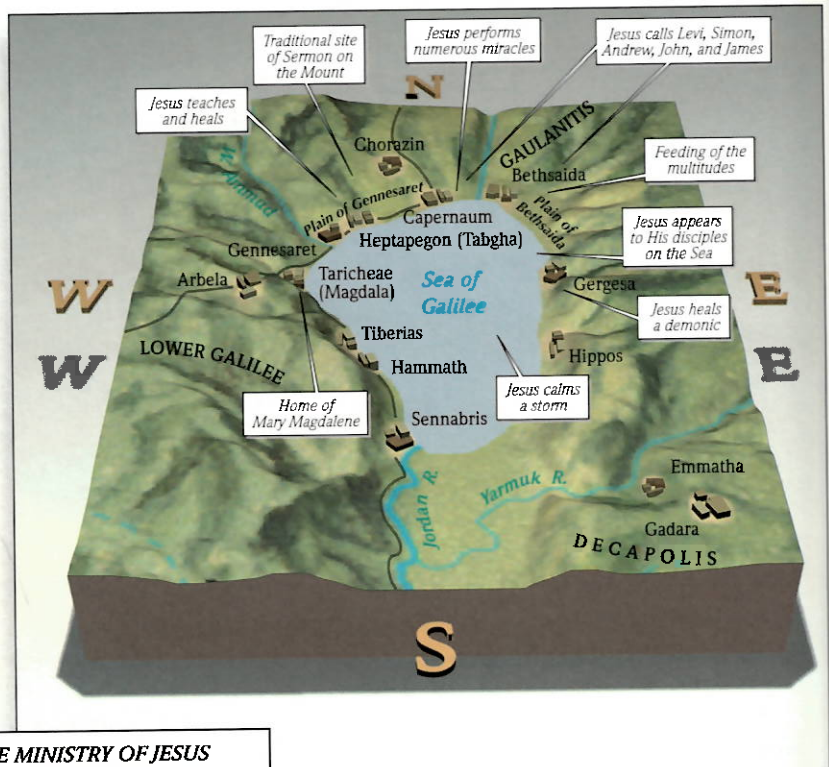 Jesus performs
numerous miracles
Jesus calls Levi, Simon,
Andrew, John, and James
Traditional site
of Sermon on
the Mount
Jesus teaches
and heals
N
GAULANITIS
Chorazin
Bethsaida
Feeding of the
multitudes
Plain of Gennesaret
Capernaum
Plain of
Bethsaida
Heptapegon (Tabgha)
Jesus appears
to His disciples
on the Sea
Gennesaret
Arbela
Taricheae
(Magdala)
Sea of
Galilee
Gergesa
W
E
Jesus heals
a demonic
Tiberias
LOWER GALILEE
Hippos
W
E
Hammath
Jesus calms
a storm
Home of
Mary Magdalene
Sennabris
Emmatha
Jordan R.
Yarmuk R.
Gadara
DECAPOLIS
S
E MINISTRY OF JESUS